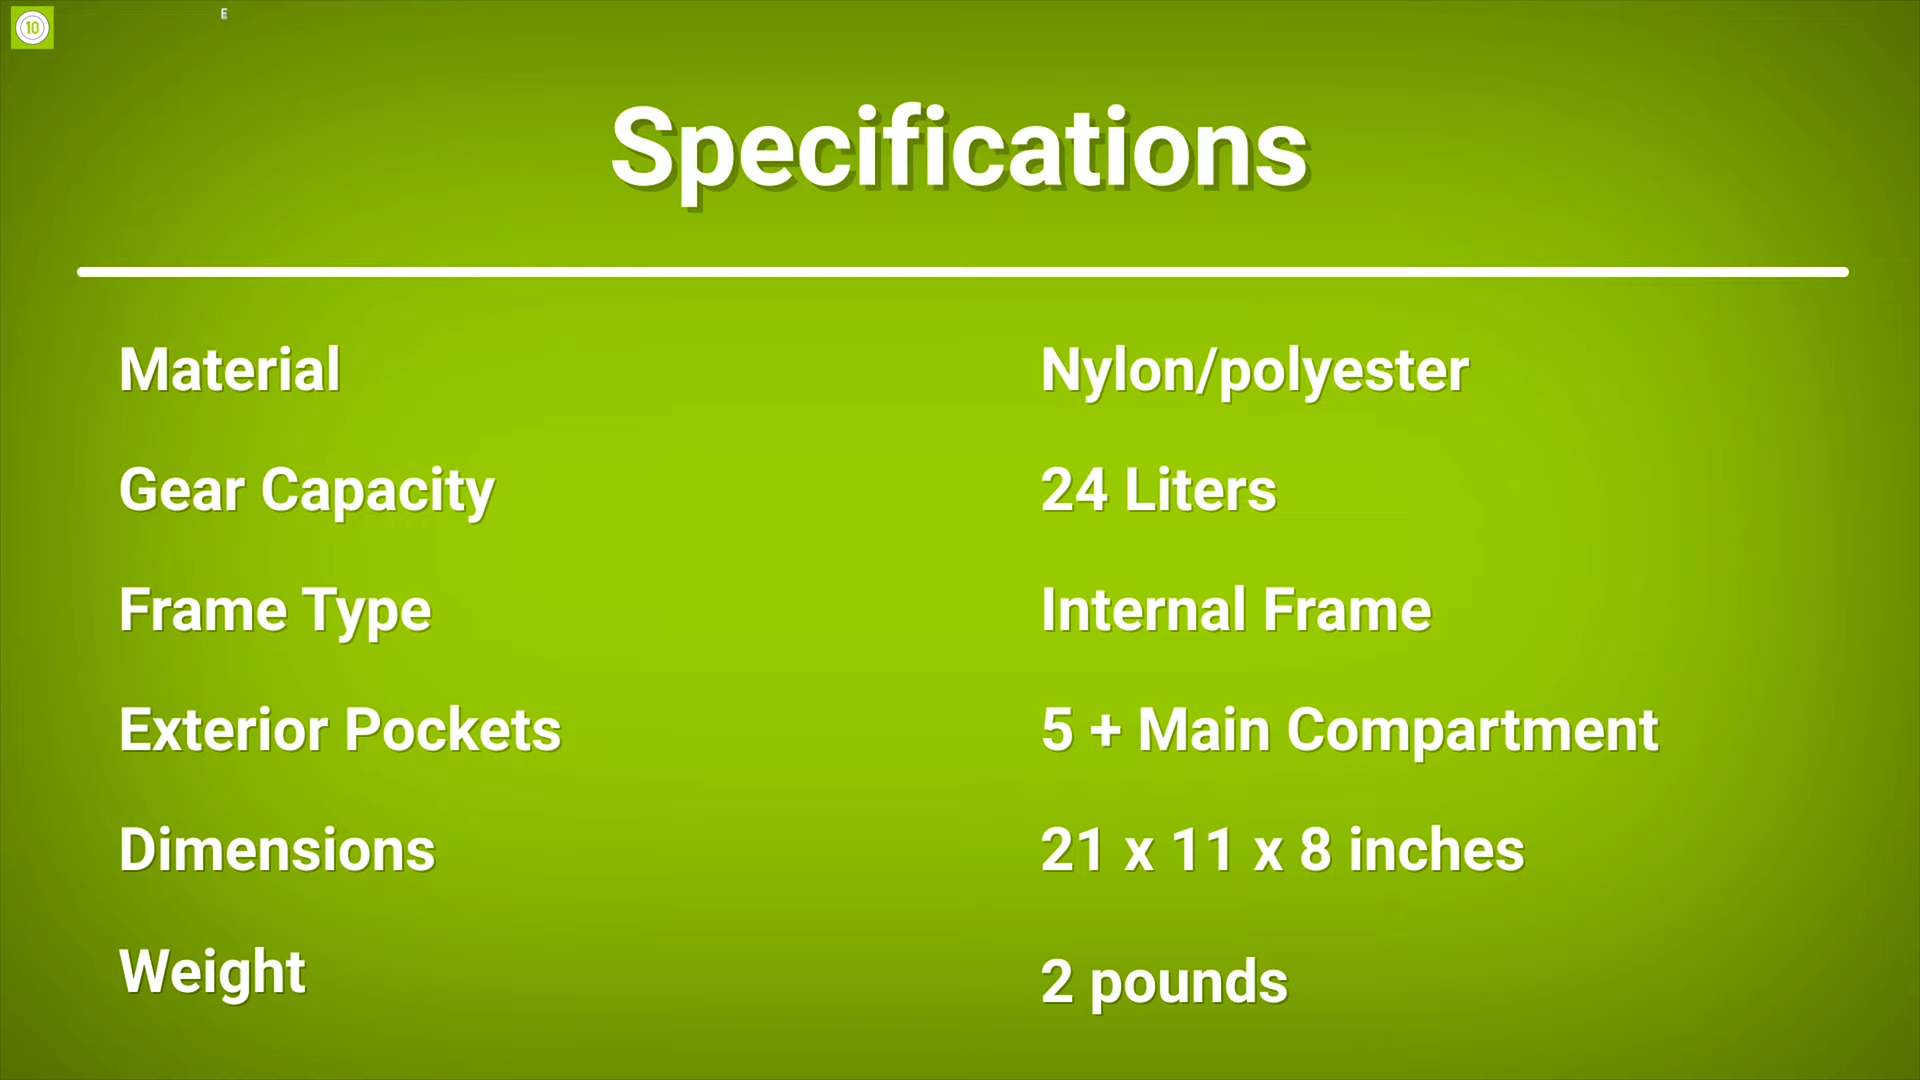 10
E
Specifications
Material Nylon/polyester
Gear Capacity 24 Liters
Frame Type Internal Frame
Exterior Pockets 5 + Main Compartment
Dimensions 21 x 11 x 8 inches
Weight 2 pounds